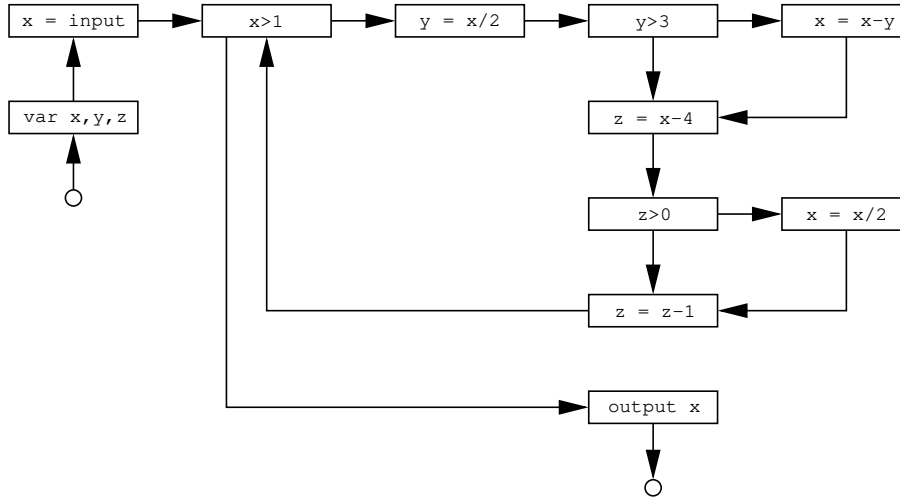 x = input
x>1
y = x/2
y>3
x = x−y
var x,y,z
z = x−4
z>0
x = x/2
z = z−1
output x